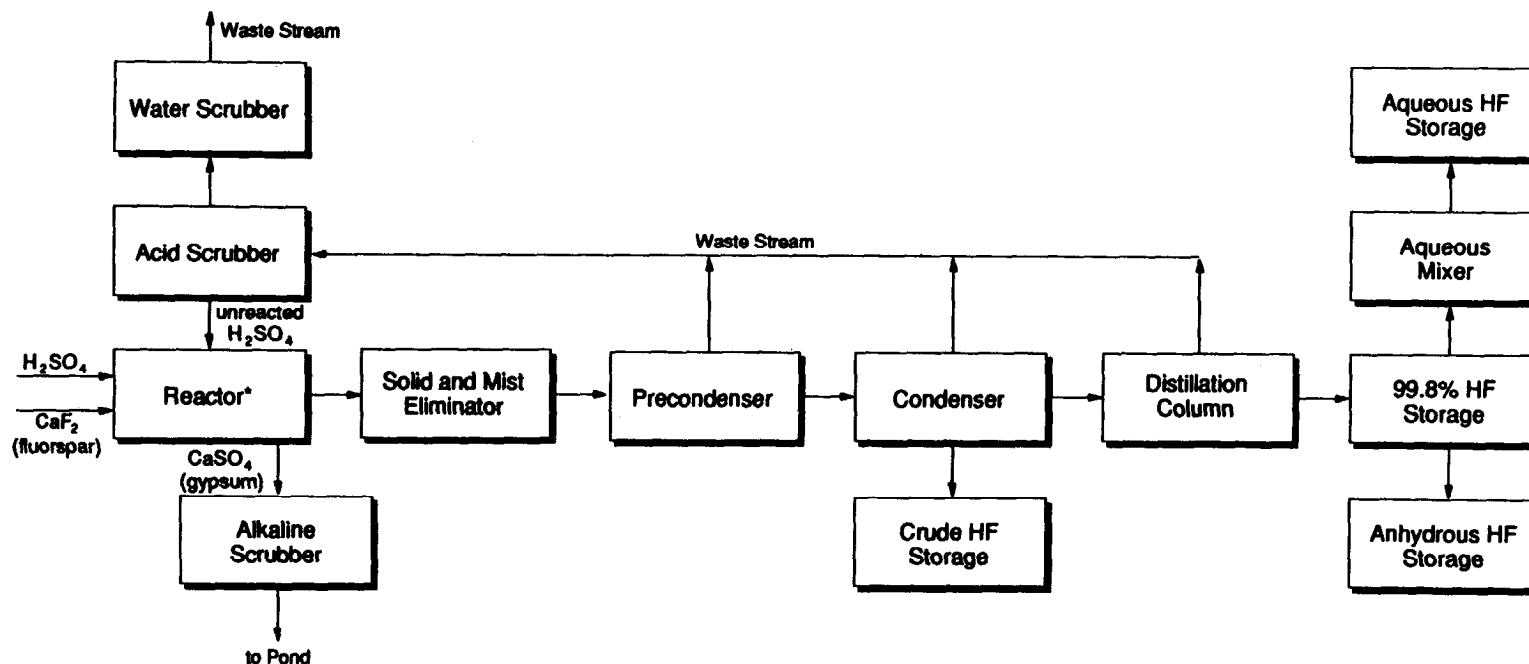 Waste Stream
Water Scrubber
Aqueous HF
Storage
Acid Scrubber
Waste Stream
Aqueous
Mixer
unreacted
H₂SO₄
H₂SO₄
CaF₂
(fluorspar)
Reactor*
Solid and Mist
Eliminator
Precondenser
Condenser
Distillation
Column
99.8% HF
Storage
CaSO₄
(gypsum)
Alkaline
Scrubber
Crude HF
Storage
Anhydrous HF
Storage
to Pond